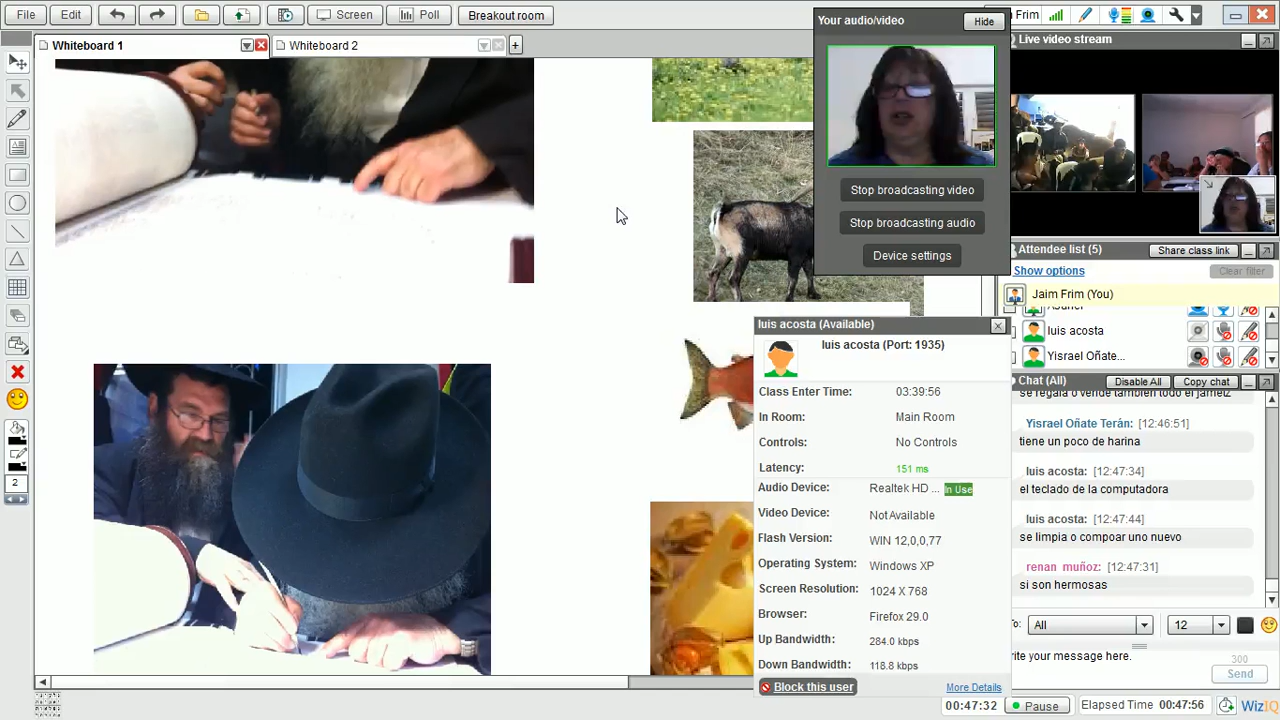 File
Edit
Screen
Poll
Breakout room
Your audio/video
Hide
Frim
Whiteboard 1
Whiteboard 2
Live video stream
Stop broadcasting video
Stop broadcasting audio
Device settings
Attendee list (5)
Share class link
Show options
Clear filter
Jaim Frim (You)
luis acosta
Yisrael Oñate...
luis acosta (Available)
luis acosta (Port: 1935)
Class Enter Time: 03:39:56
In Room: Main Room
Controls: No Controls
Latency: 151 ms
Audio Device: Realtek HD ... In Use
Video Device: Not Available
Flash Version: WIN 12,0,0,77
Operating System: Windows XP
Screen Resolution: 1024 X 768
Browser: Firefox 29.0
Up Bandwidth: 284.0 kbps
Down Bandwidth: 118.8 kbps
Block this user
More Details
Chat (All)
Disable All
Copy chat
se regala o vende tambien todo el jametz
Yisrael Oñate Terán: [12:46:51]
tiene un poco de harina
luis acosta: [12:47:34]
el teclado de la computadora
luis acosta: [12:47:44]
se limpia o compoar uno nuevo
renan muñoz: [12:47:31]
si son hermosas
To:
All
12
rite your message here.
300
Send
2
00:47:32
Pause
Elapsed Time : 00:47:56
WizIQ